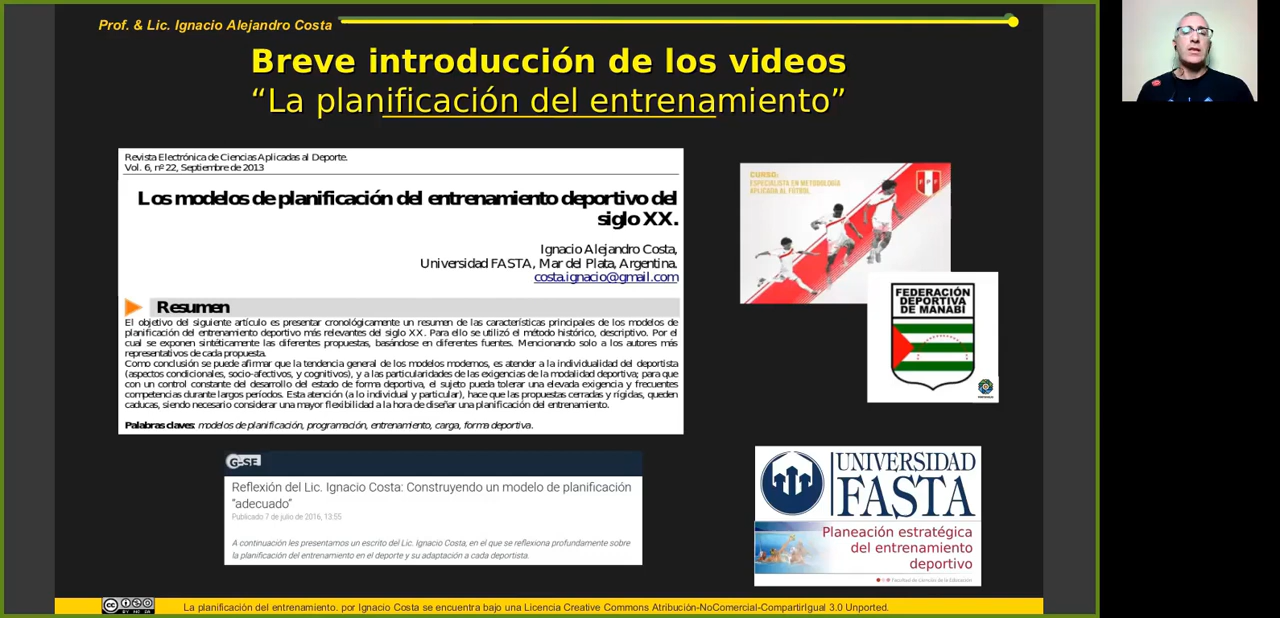 Prof. & Lic. Ignacio Alejandro Costa
Breve introducción de los videos
“La planificación del entrenamiento”
Revista Electrónica de Ciencias Aplicadas al Deporte.
Vol. 6, nº 22, Septiembre de 2013
Los modelos de planificación del entrenamiento deportivo del
siglo XX.
Ignacio Alejandro Costa,
Universidad FASTA, Mar del Plata, Argentina.
costa.ignacio@gmail.com
Resumen
El objetivo del siguiente artículo es presentar cronológicamente un resumen de las características principales de los modelos de
planificación del entrenamiento deportivo más relevantes del siglo XX. Para ello se utilizó el método histórico, descriptivo. Por el
cual se exponen sintéticamente las diferentes propuestas, basándose en diferentes fuentes. Mencionando solo a los autores más
representativos de cada propuesta.
Como conclusión se puede afirmar que la tendencia general de los modelos modernos, es atender a la individualidad del deportista
(aspectos condicionales, socio-afectivos, y cognitivos), y a las particularidades de las exigencias de la modalidad deportiva; para que
con un control constante del desarrollo del estado de forma deportiva, el sujeto pueda tolerar una elevada exigencia y frecuentes
competencias durante largos períodos. Esta atención (a lo individual y particular), hace que las propuestas cerradas y rígidas, queden
caducas, siendo necesario considerar una mayor flexibilidad a la hora de diseñar una planificación del entrenamiento.
Palabras claves: modelos de planificación, programación, entrenamiento, carga, forma deportiva.
CURSO:
ESPECIALISTA EN METODOLOGÍA
APLICADA AL FÚTBOL
FPF
FEDERACIÓN
DEPORTIVA
DE MANABÍ
G-SE
Reflexión del Lic. Ignacio Costa: Construyendo un modelo de planificación
“adecuado”
Publicado 7 de julio de 2016, 13:55
A continuación les presentamos un escrito del Lic. Ignacio Costa, en el que se reflexiona profundamente sobre
la planificación del entrenamiento en el deporte y su adaptación a cada deportista.
UNIVERSIDAD
FASTA
Planeación estratégica
del entrenamiento
deportivo
Facultad de Ciencias de la Educación
CC BY NC SA
La planificación del entrenamiento. por Ignacio Costa se encuentra bajo una Licencia Creative Commons Atribución-NoComercial-CompartirIgual 3.0 Unported.